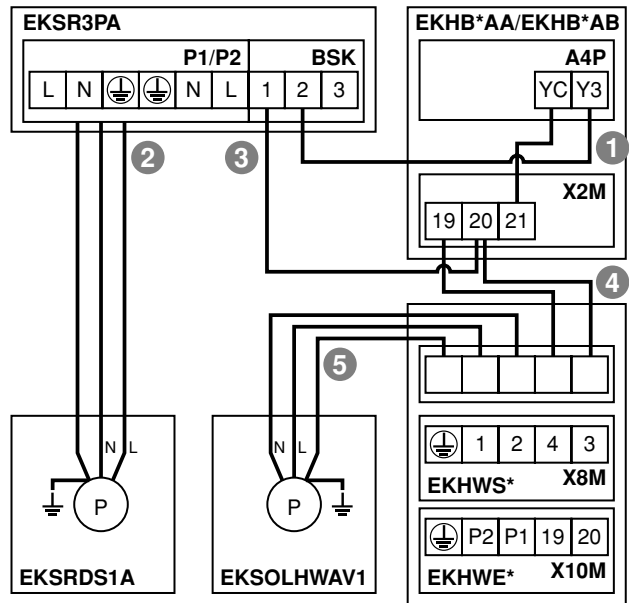 EKSR3PA
P1/P2 BSK
L N N L 1 2 3
EKHB*AA/EKHB*AB
A4P
YC Y3
1
2
3
X2M
19 20 21
4
5
N L
P
EKSRDS1A
N L
P
EKSOLHWAV1
1 2 4 3
EKHWS* X8M
P2 P1 19 20
EKHWE* X10M